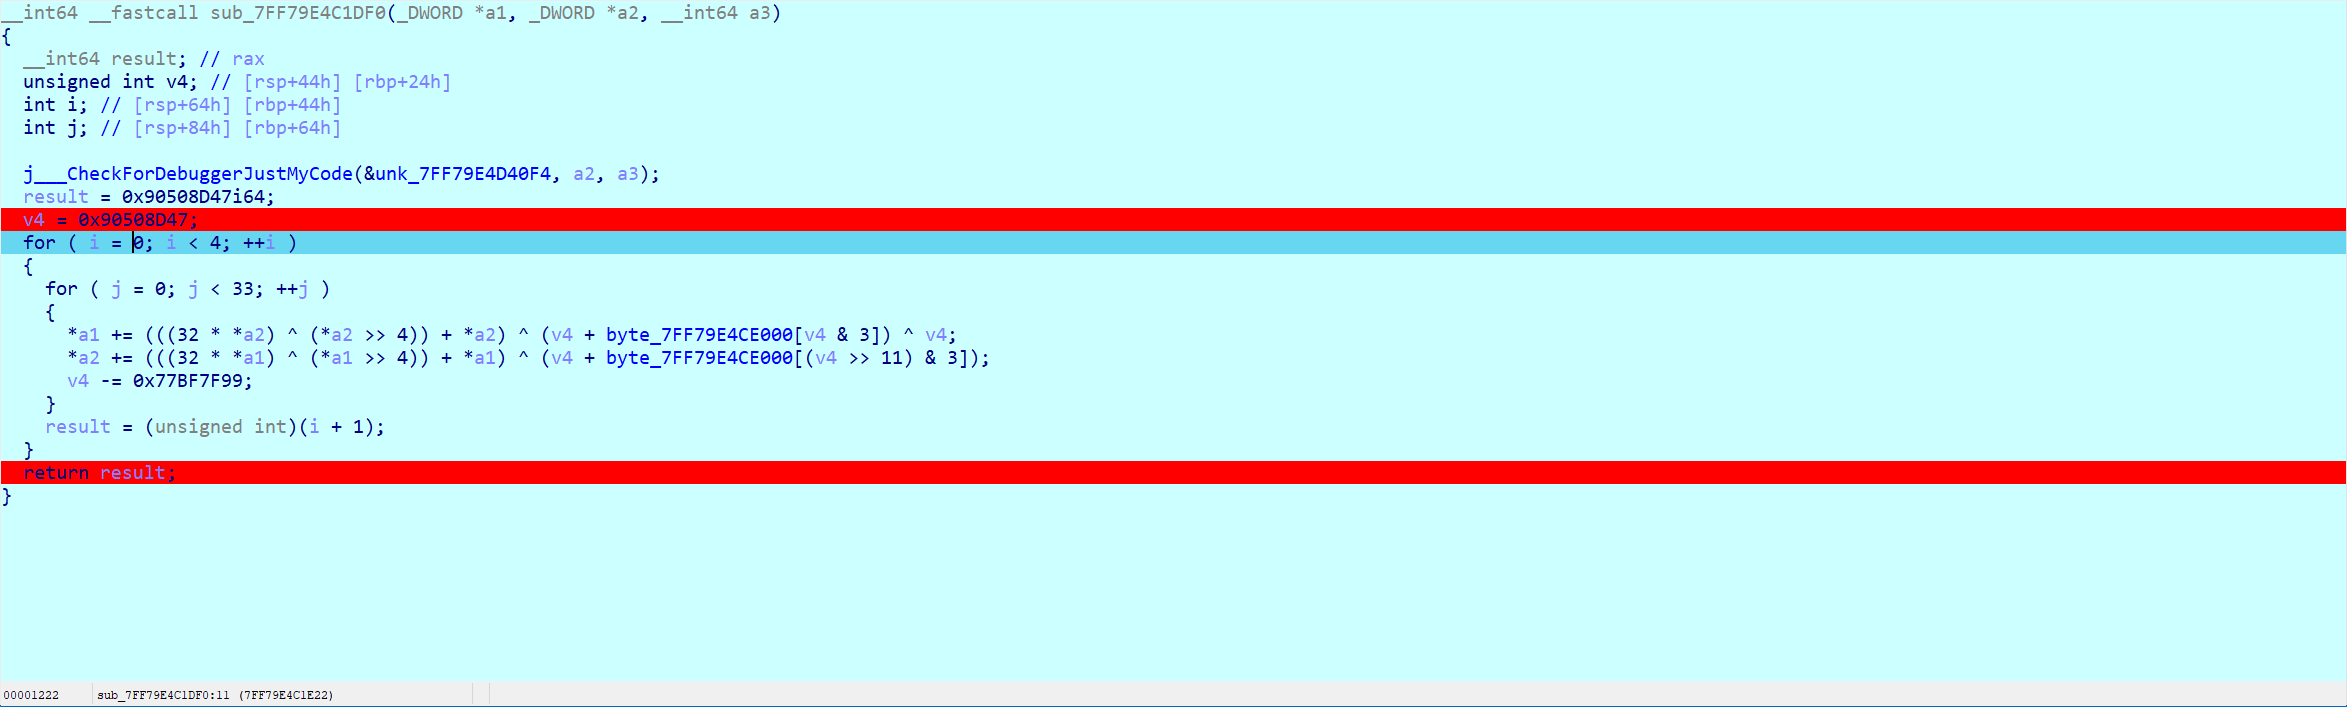 __int64 __fastcall sub_7FF79E4C1DF0(_DWORD *a1, _DWORD *a2, __int64 a3)
{
  __int64 result; // rax
  unsigned int v4; // [rsp+44h] [rbp+24h]
  int i; // [rsp+64h] [rbp+44h]
  int j; // [rsp+84h] [rbp+64h]

  j___CheckForDebuggerJustMyCode(&unk_7FF79E4D40F4, a2, a3);
  result = 0x90508D47i64;
  v4 = 0x90508D47;
  for ( i = 0; i < 4; ++i )
  {
    for ( j = 0; j < 33; ++j )
    {
      *a1 += (((32 * *a2) ^ (*a2 >> 4)) + *a2) ^ (v4 + byte_7FF79E4CE000[v4 & 3]) ^ v4;
      *a2 += (((32 * *a1) ^ (*a1 >> 4)) + *a1) ^ (v4 + byte_7FF79E4CE000[(v4 >> 11) & 3]);
      v4 -= 0x77BF7F99;
    }
    result = (unsigned int)(i + 1);
  }
  return result;
}
00001222 sub_7FF79E4C1DF0:11 (7FF79E4C1E22)